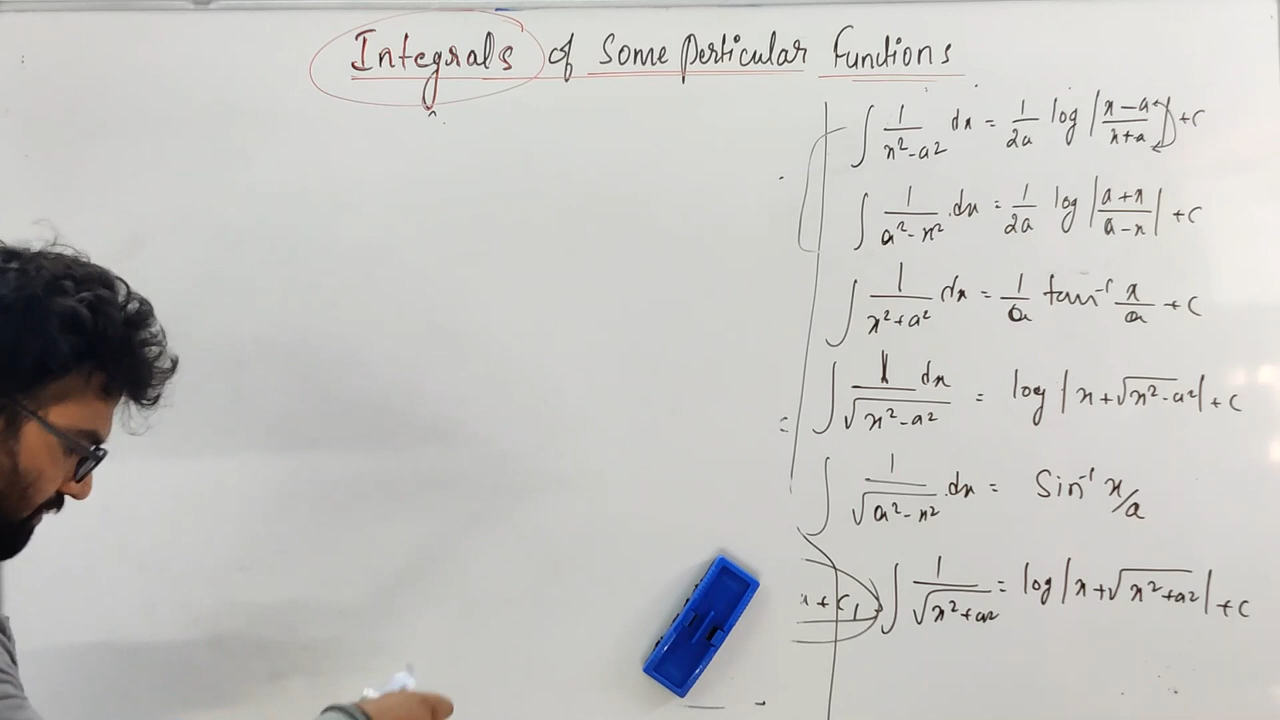 Integrals of Some Perticular Functions
∫ 1/(x²-a²) dx = 1/2a log |(x-a)/(x+a)| + C
∫ 1/(a²-x²) . dx = 1/2a log |(a+x)/(a-x)| + C
∫ 1/(x²+a²) dx = 1/a tan⁻¹ x/a + C
= ∫ 1/√(x²-a²) dx = log |x+√(x²-a²)| + C
∫ 1/√(a²-x²) . dx = Sin⁻¹ x/a
x + C₁ ∫ 1/√(x²+a²) = log |x+√(x²+a²)| + C